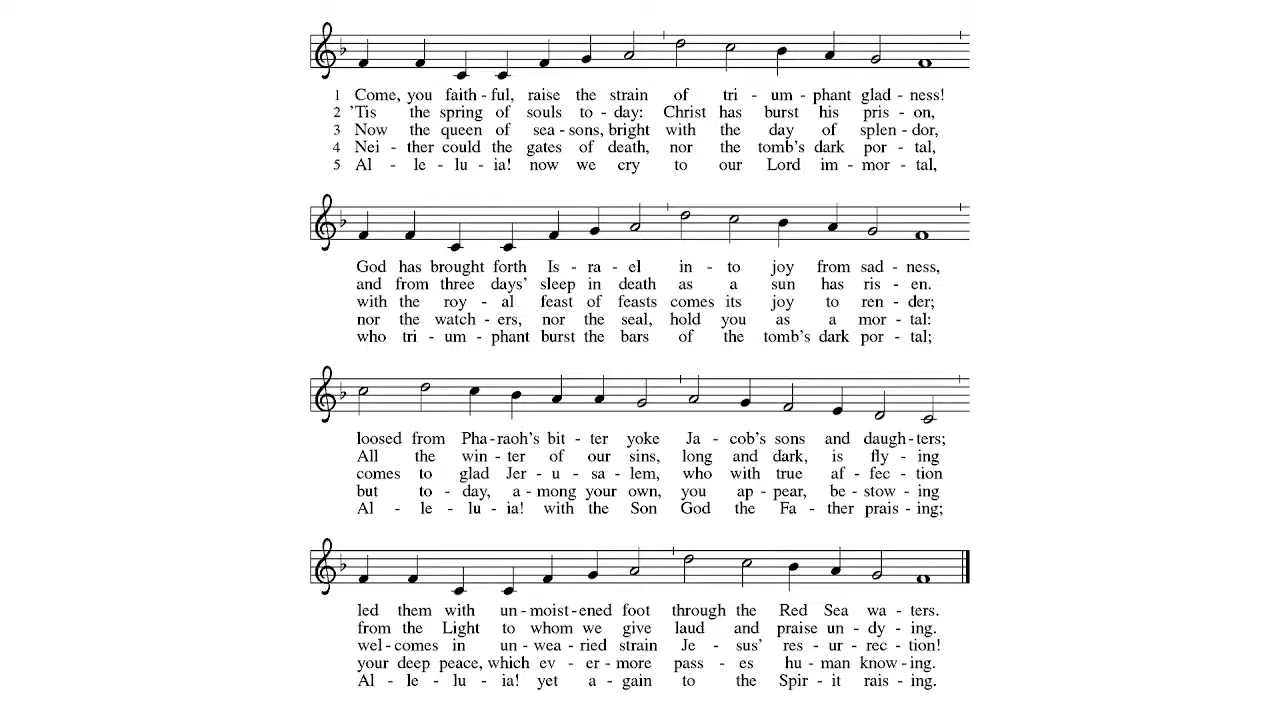 1 Come, you faith - ful, raise the strain of tri - um - phant glad - ness!
2 'Tis the spring of souls to - day: Christ has burst his pris - on,
3 Now the queen of sea - sons, bright with the day of splen - dor,
4 Nei - ther could the gates of death, nor the tomb's dark por - tal,
5 Al - le - lu - ia! now we cry to our Lord im - mor - tal,
God has brought forth Is - ra - el in - to joy from sad - ness,
and from three days' sleep in death as a sun has ris - en.
with the roy - al feast of feasts comes its joy to ren - der;
nor the watch - ers, nor the seal, hold you as a mor - tal:
who tri - um - phant burst the bars of the tomb's dark por - tal;
loosed from Pha - raoh's bit - ter yoke Ja - cob's sons and daugh - ters;
All the win - ter of our sins, long and dark, is fly - ing
comes to glad Jer - u - sa - lem, who with true af - fec - tion
but to - day, a - mong your own, you ap - pear, be - stow - ing
Al - le - lu - ia! with the Son God the Fa - ther prais - ing;
led them with un - moist - ened foot through the Red Sea wa - ters.
from the Light to whom we give laud and praise un - dy - ing.
wel - comes in un - wea - ried strain Je - sus' res - ur - rec - tion!
your deep peace, which ev - er - more pass - es hu - man know - ing.
Al - le - lu - ia! yet a - gain to the Spir - it rais - ing.